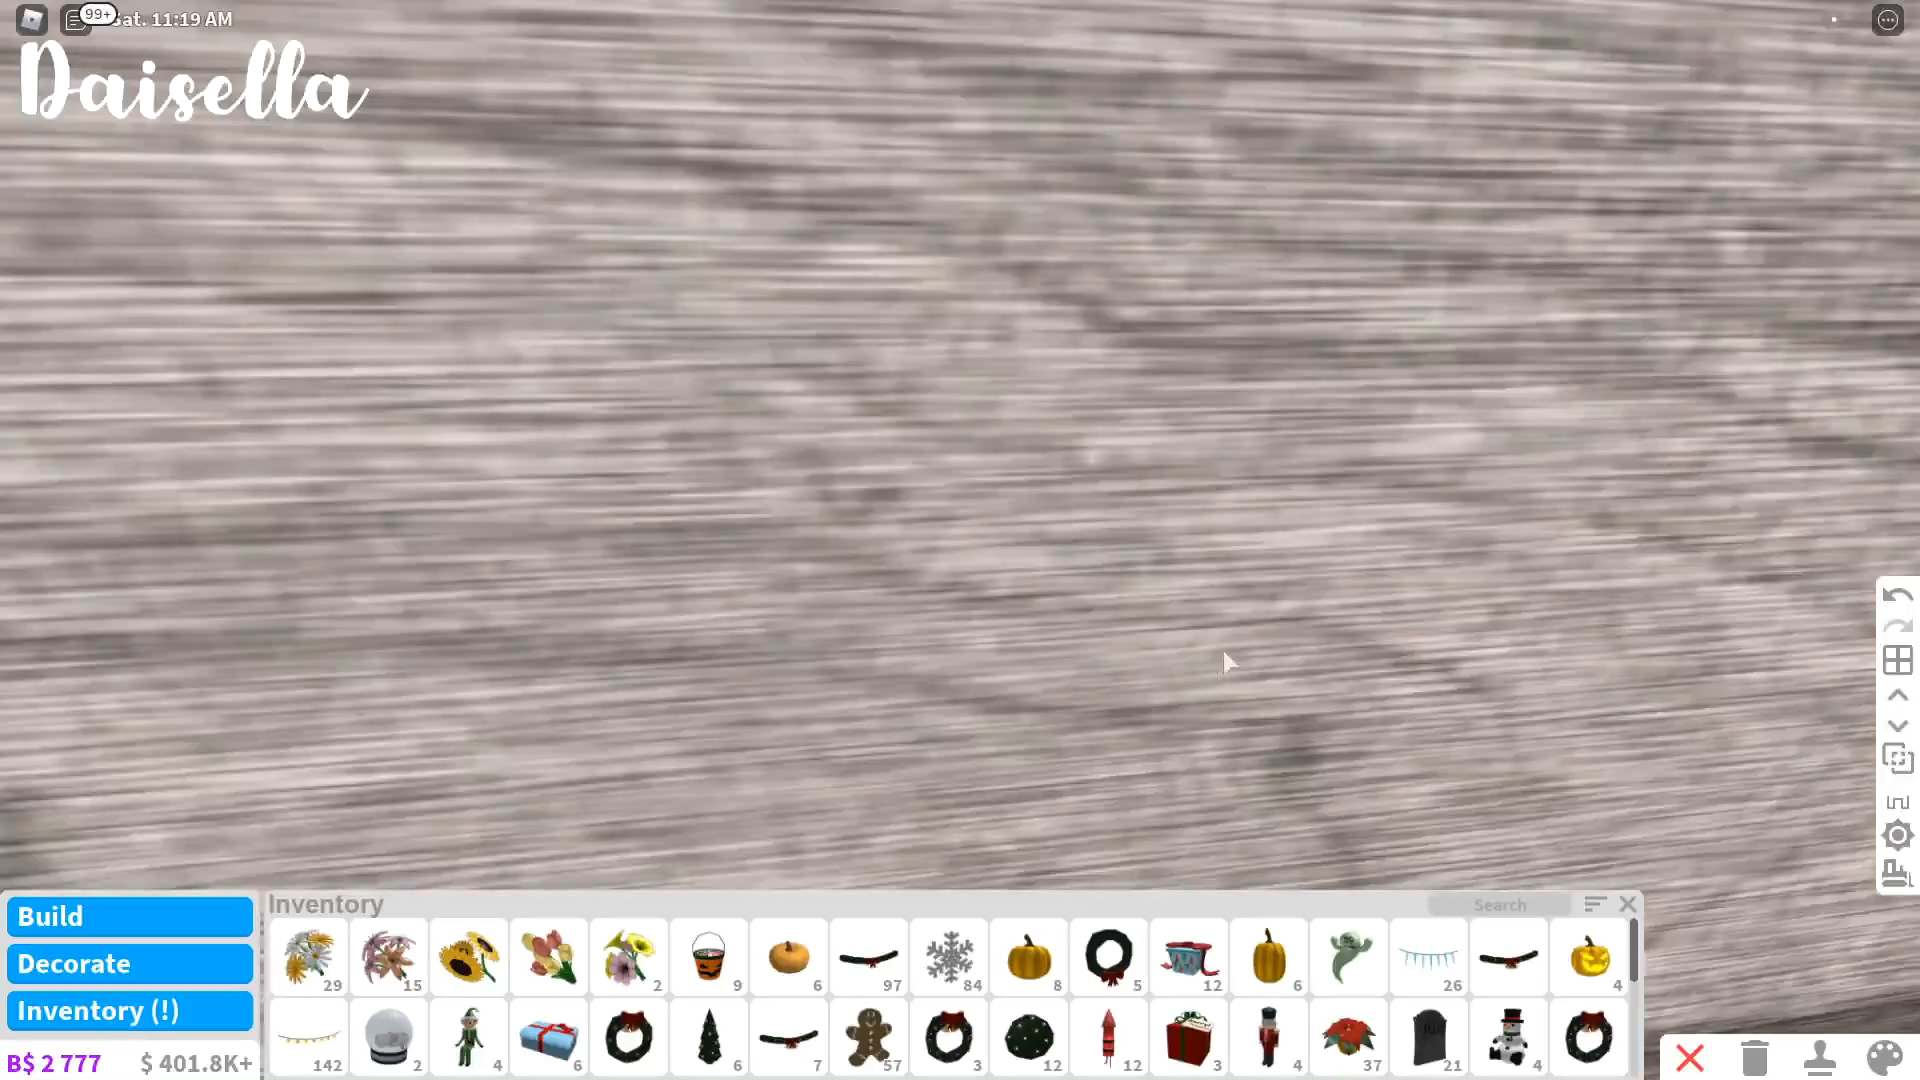 99+
Sat. 11:19 AM
Daisella
Inventory
Search
Build
Decorate
Inventory (!)
B$ 2 777 $ 401.8K+
29 15 2 9 6 97 84 8 5 12 6 26 4
142 2 4 6 6 7 57 3 12 12 3 4 37 21 4